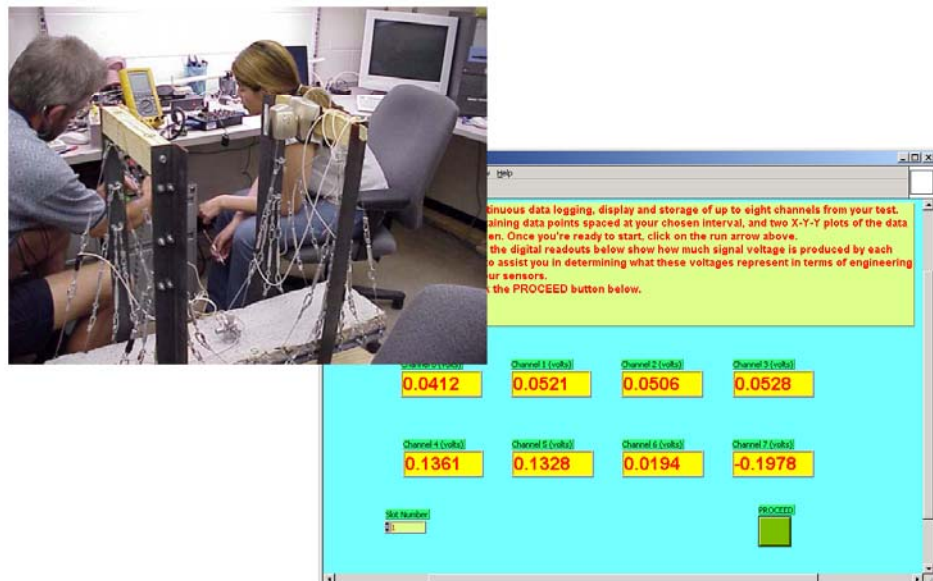 Help
tinuous data logging, display and storage of up to eight channels from your test.
aining data points spaced at your chosen interval, and two X-Y-Y plots of the data
en. Once you're ready to start, click on the run arrow above.
the digital readouts below show how much signal voltage is produced by each
to assist you in determining what these voltages represent in terms of engineering
ur sensors.
the PROCEED button below.
Channel 0 (volts) Channel 1 (volts) Channel 2 (volts) Channel 3 (volts)
0.0412 0.0521 0.0506 0.0528
Channel 4 (volts) Channel 5 (volts) Channel 6 (volts) Channel 7 (volts)
0.1361 0.1328 0.0194 -0.1978
Slot Number PROCEED
1